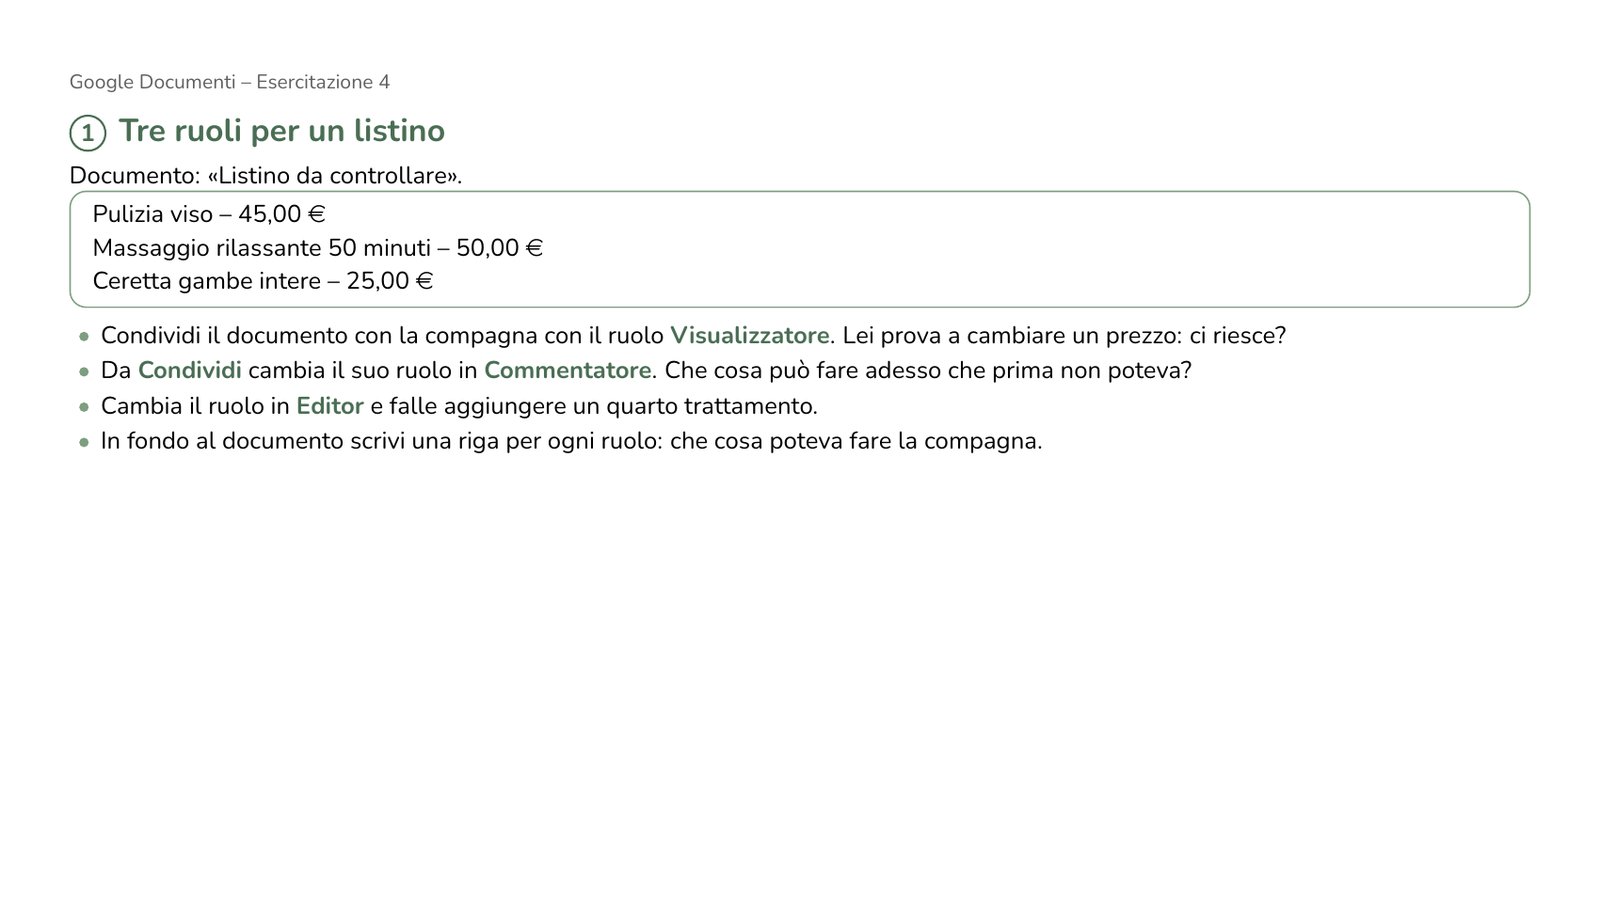 Google Documenti – Esercitazione 4
1 Tre ruoli per un listino
Documento: «Listino da controllare».
Pulizia viso – 45,00 €
Massaggio rilassante 50 minuti – 50,00 €
Ceretta gambe intere – 25,00 €
• Condividi il documento con la compagna con il ruolo Visualizzatore. Lei prova a cambiare un prezzo: ci riesce?
• Da Condividi cambia il suo ruolo in Commentatore. Che cosa può fare adesso che prima non poteva?
• Cambia il ruolo in Editor e falle aggiungere un quarto trattamento.
• In fondo al documento scrivi una riga per ogni ruolo: che cosa poteva fare la compagna.